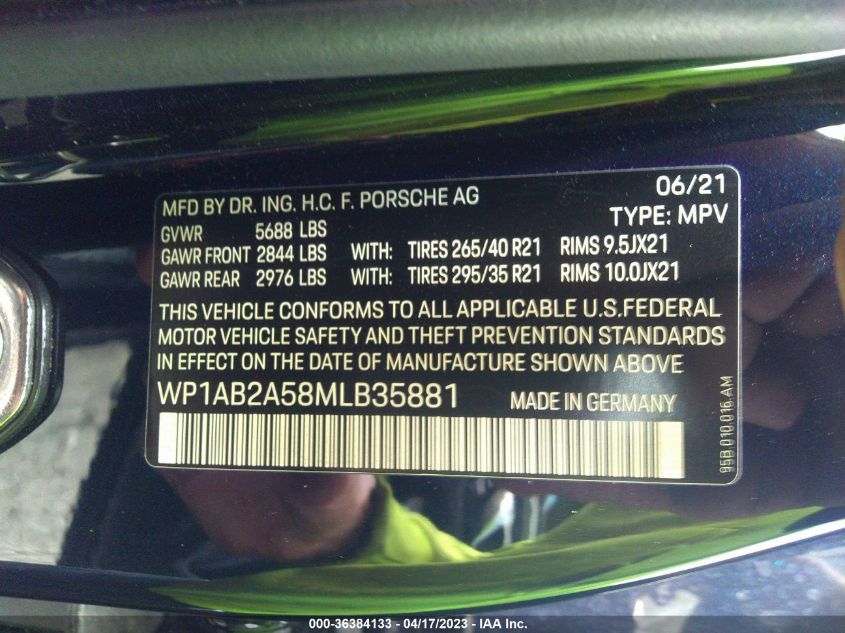 MFD BY DR. ING. H.C. F. PORSCHE AG 06/21
GVWR 5688 LBS TYPE: MPV
GAWR FRONT 2844 LBS WITH: TIRES 265/40 R21 RIMS 9.5JX21
GAWR REAR 2976 LBS WITH: TIRES 295/35 R21 RIMS 10.0JX21
THIS VEHICLE CONFORMS TO ALL APPLICABLE U.S.FEDERAL
MOTOR VEHICLE SAFETY AND THEFT PREVENTION STANDARDS
IN EFFECT ON THE DATE OF MANUFACTURE SHOWN ABOVE
WP1AB2A58MLB35881 MADE IN GERMANY
95B.010.016.AM
000-36384133 - 04/17/2023 - IAA Inc.